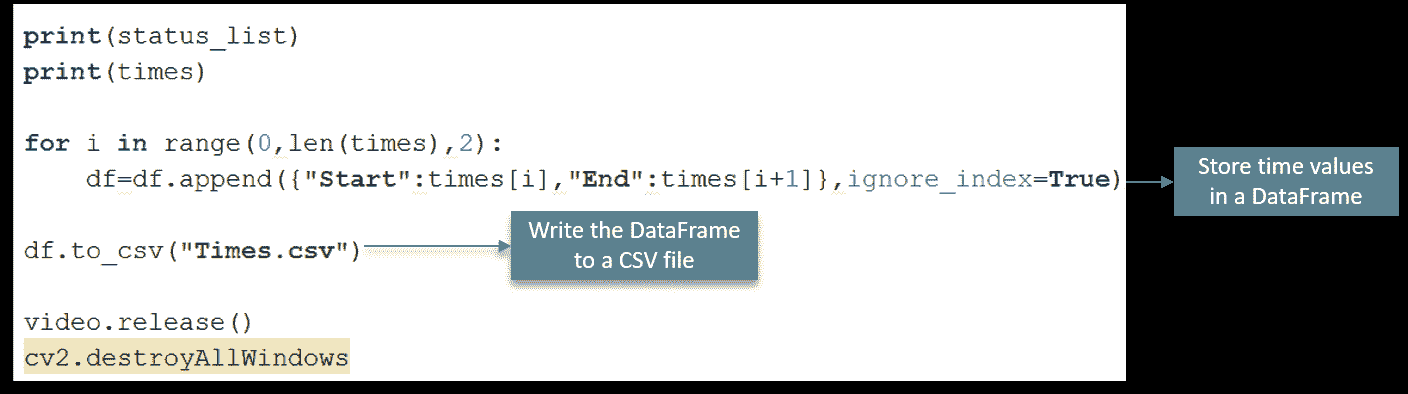 print(status_list)
print(times)
for i in range(0,len(times),2):
    df=df.append({"Start":times[i],"End":times[i+1]},ignore_index=True)
Store time values
in a DataFrame
df.to_csv("Times.csv")
Write the DataFrame
to a CSV file
video.release()
cv2.destroyAllWindows